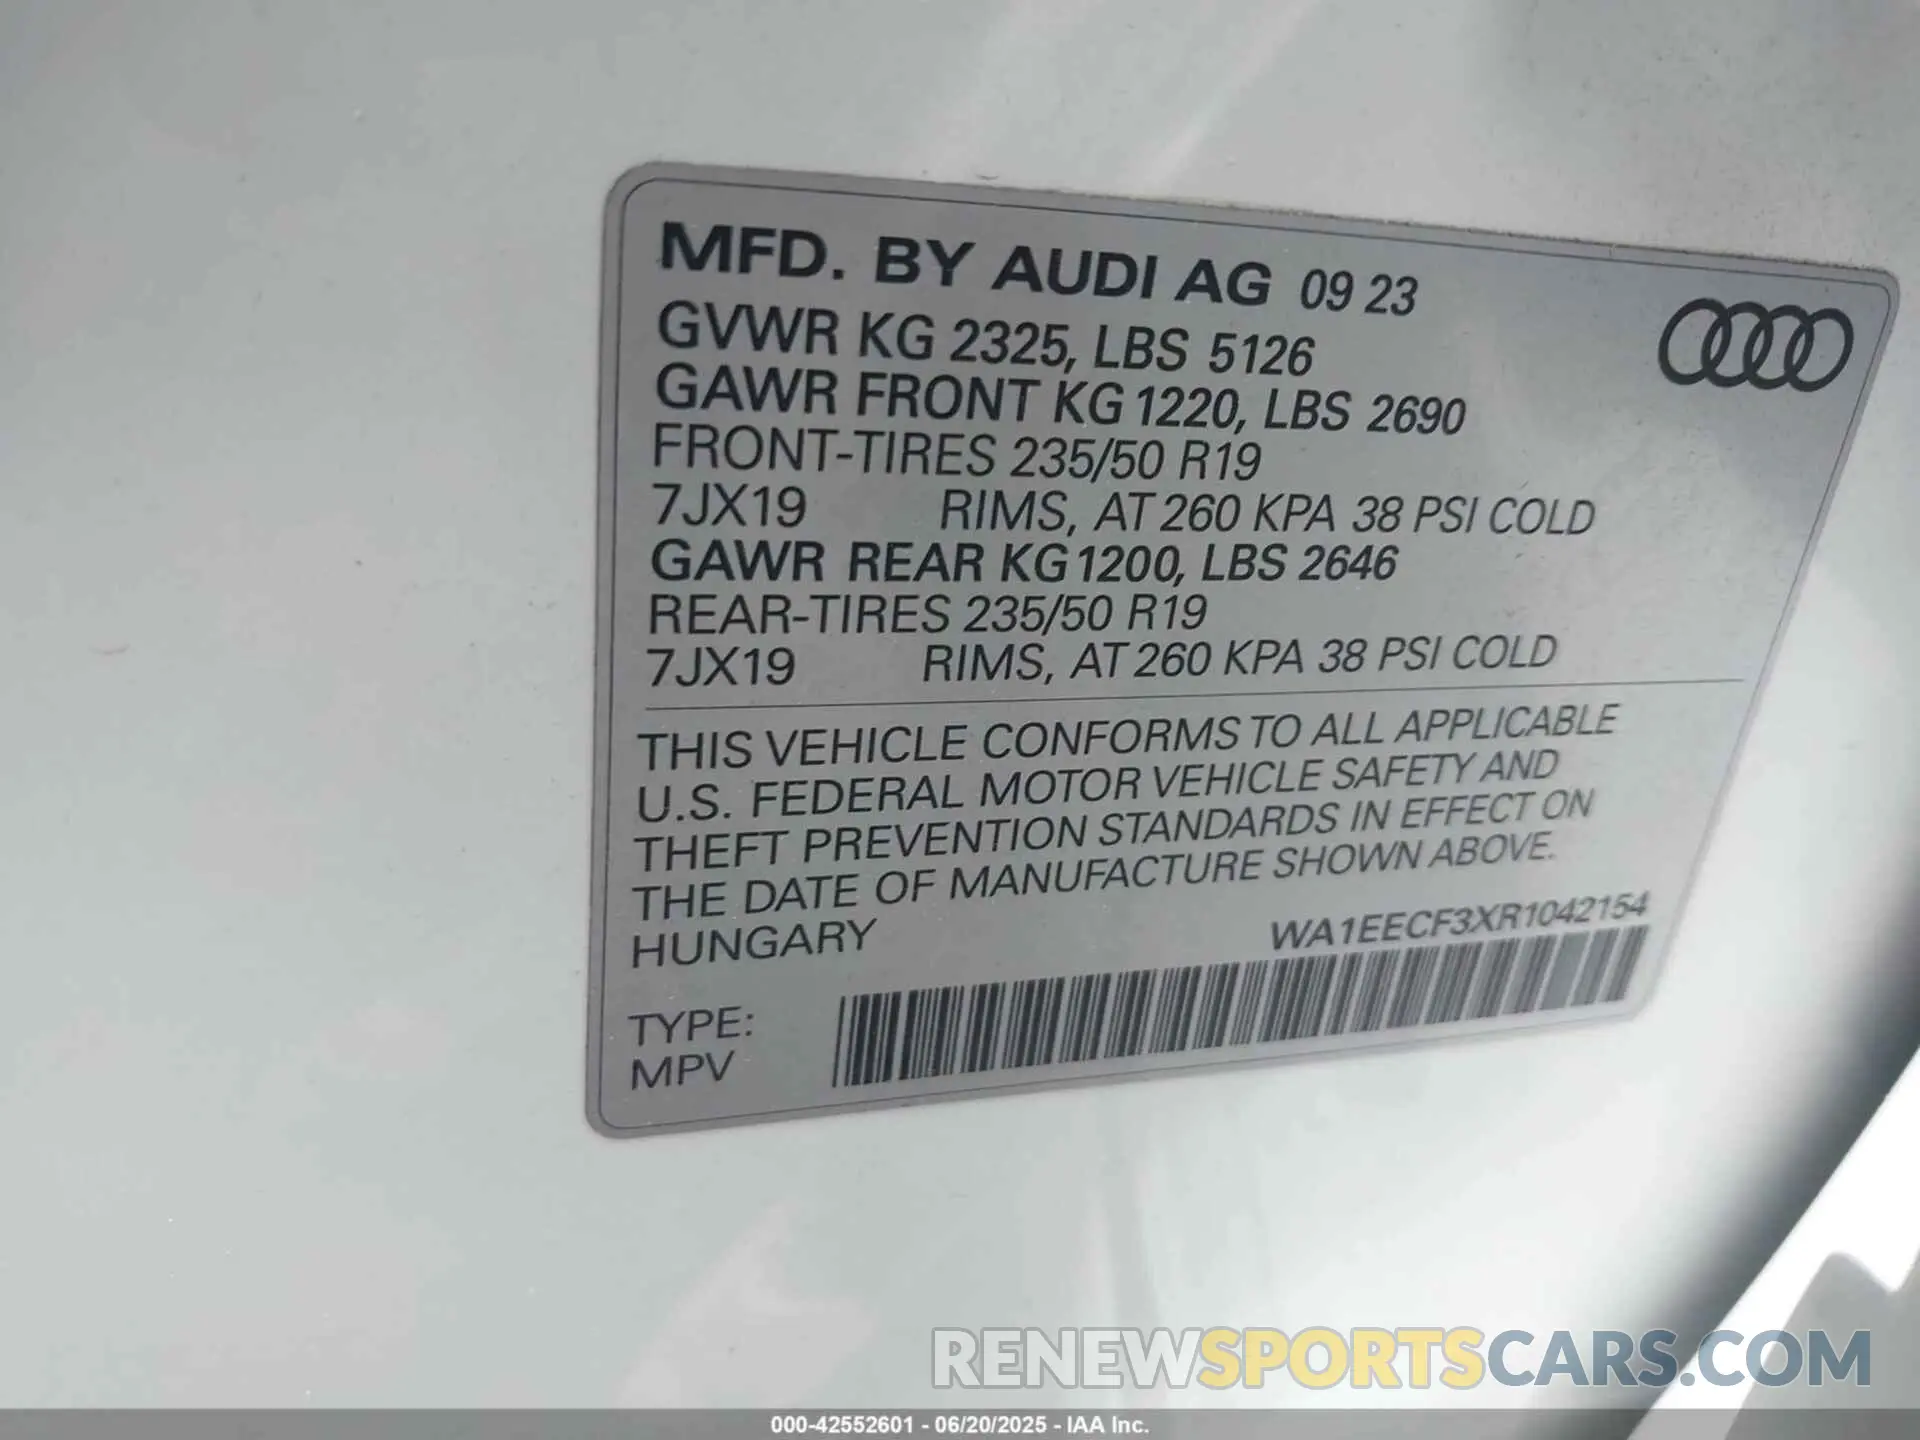 MFD. BY AUDI AG 09 23
GVWR KG 2325, LBS 5126
GAWR FRONT KG 1220, LBS 2690
FRONT-TIRES 235/50 R19
7JX19 RIMS, AT 260 KPA 38 PSI COLD
GAWR REAR KG 1200, LBS 2646
REAR-TIRES 235/50 R19
7JX19 RIMS, AT 260 KPA 38 PSI COLD
THIS VEHICLE CONFORMS TO ALL APPLICABLE
U.S. FEDERAL MOTOR VEHICLE SAFETY AND
THEFT PREVENTION STANDARDS IN EFFECT ON
THE DATE OF MANUFACTURE SHOWN ABOVE.
HUNGARY WA1EECF3XR1042154
TYPE:
MPV
RENEWSPORTSCARS.COM
000-42552601 - 06/20/2025 - IAA Inc.